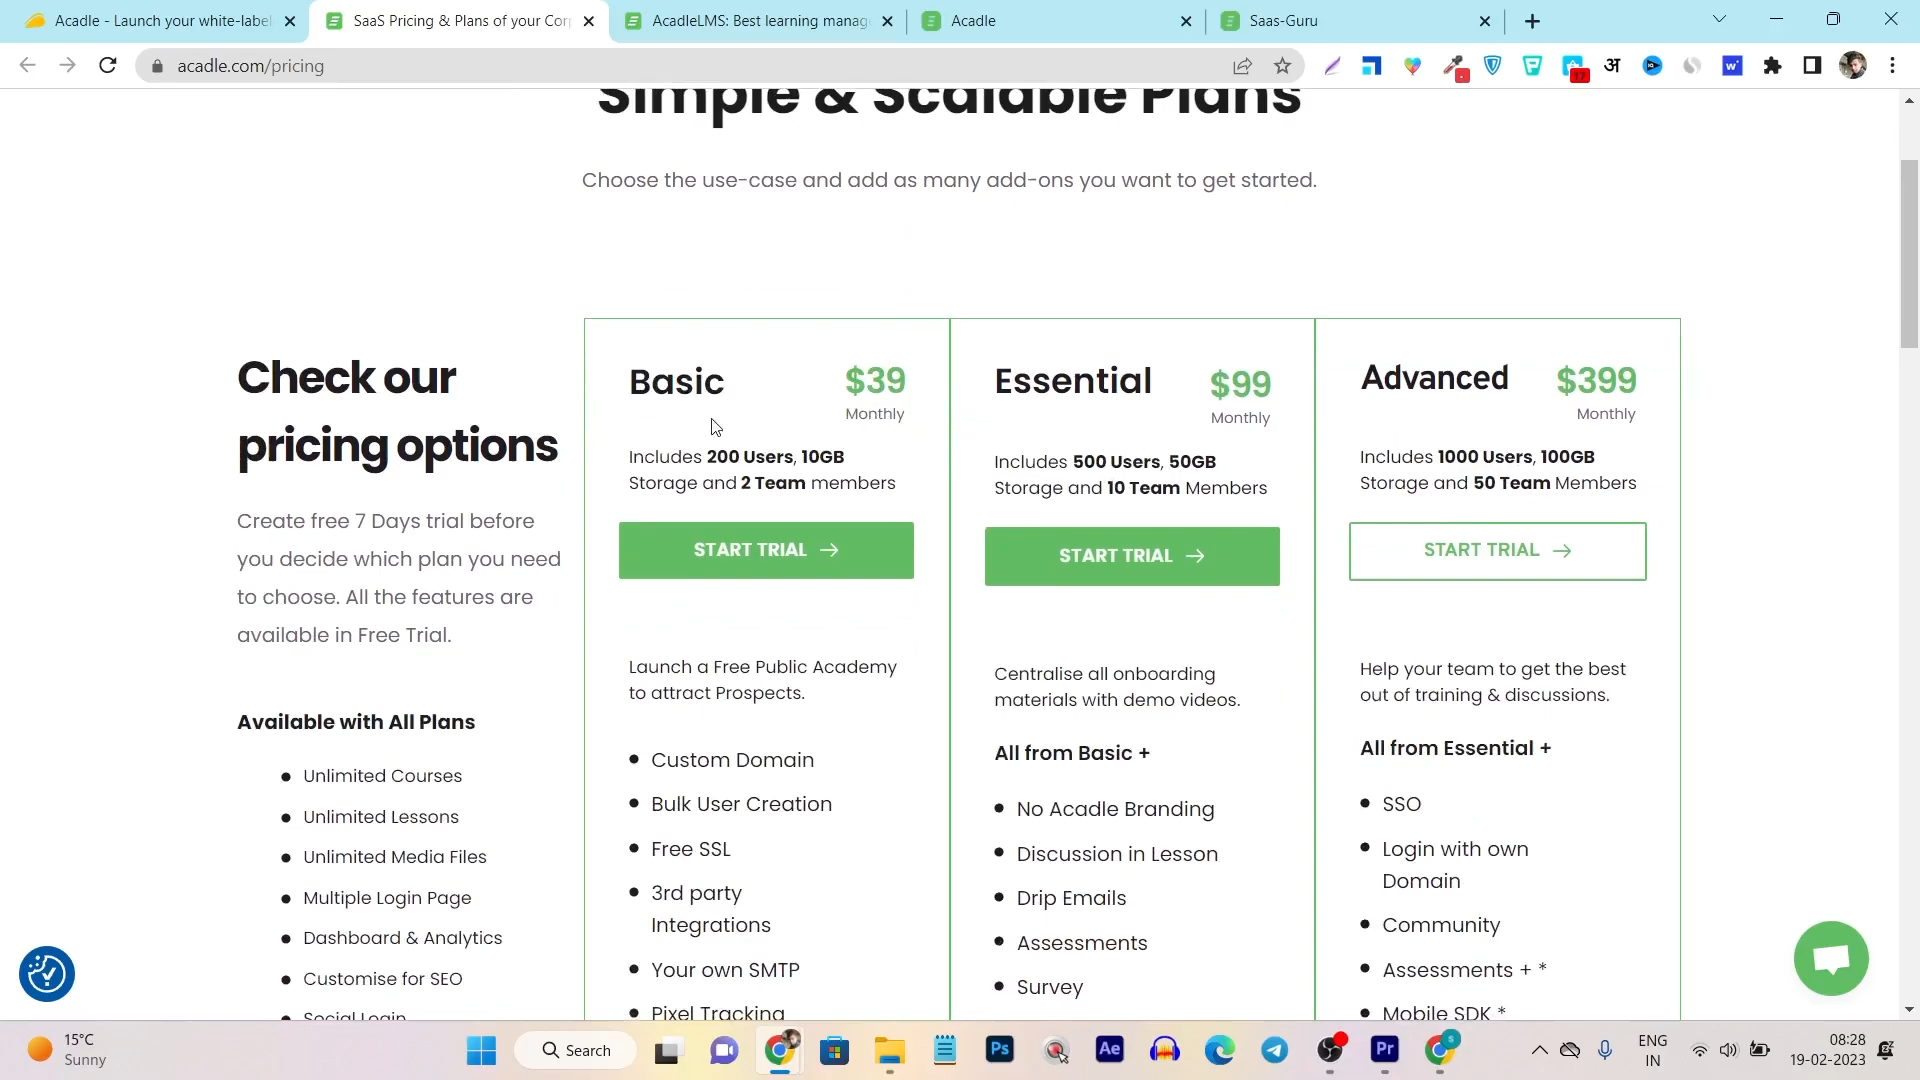 Acadle - Launch your white-label
SaaS Pricing & Plans of your Cor
AcadleLMS: Best learning manag
Acadle
Saas-Guru
acadle.com/pricing
17
Simple & Scalable Plans
Choose the use-case and add as many add-ons you want to get started.
Check our
pricing options
Create free 7 Days trial before
you decide which plan you need
to choose. All the features are
available in Free Trial.
Available with All Plans
Unlimited Courses
Unlimited Lessons
Unlimited Media Files
Multiple Login Page
Dashboard & Analytics
Customise for SEO
Social Login
Basic
$39
Monthly
Includes 200 Users, 10GB
Storage and 2 Team members
START TRIAL →
Launch a Free Public Academy
to attract Prospects.
Custom Domain
Bulk User Creation
Free SSL
3rd party
Integrations
Your own SMTP
Pixel Tracking
Essential
$99
Monthly
Includes 500 Users, 50GB
Storage and 10 Team Members
START TRIAL →
Centralise all onboarding
materials with demo videos.
All from Basic +
No Acadle Branding
Discussion in Lesson
Drip Emails
Assessments
Survey
Advanced
$399
Monthly
Includes 1000 Users, 100GB
Storage and 50 Team Members
START TRIAL →
Help your team to get the best
out of training & discussions.
All from Essential +
SSO
Login with own
Domain
Community
Assessments + *
Mobile SDK *
15°C
Sunny
Search
Ps
Ae
Pr
ENG
IN
08:28
19-02-2023